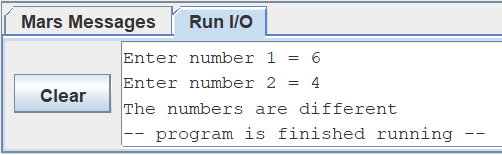 Mars Messages Run I/O
Enter number 1 = 6
Enter number 2 = 4
Clear
The numbers are different
-- program is finished running --